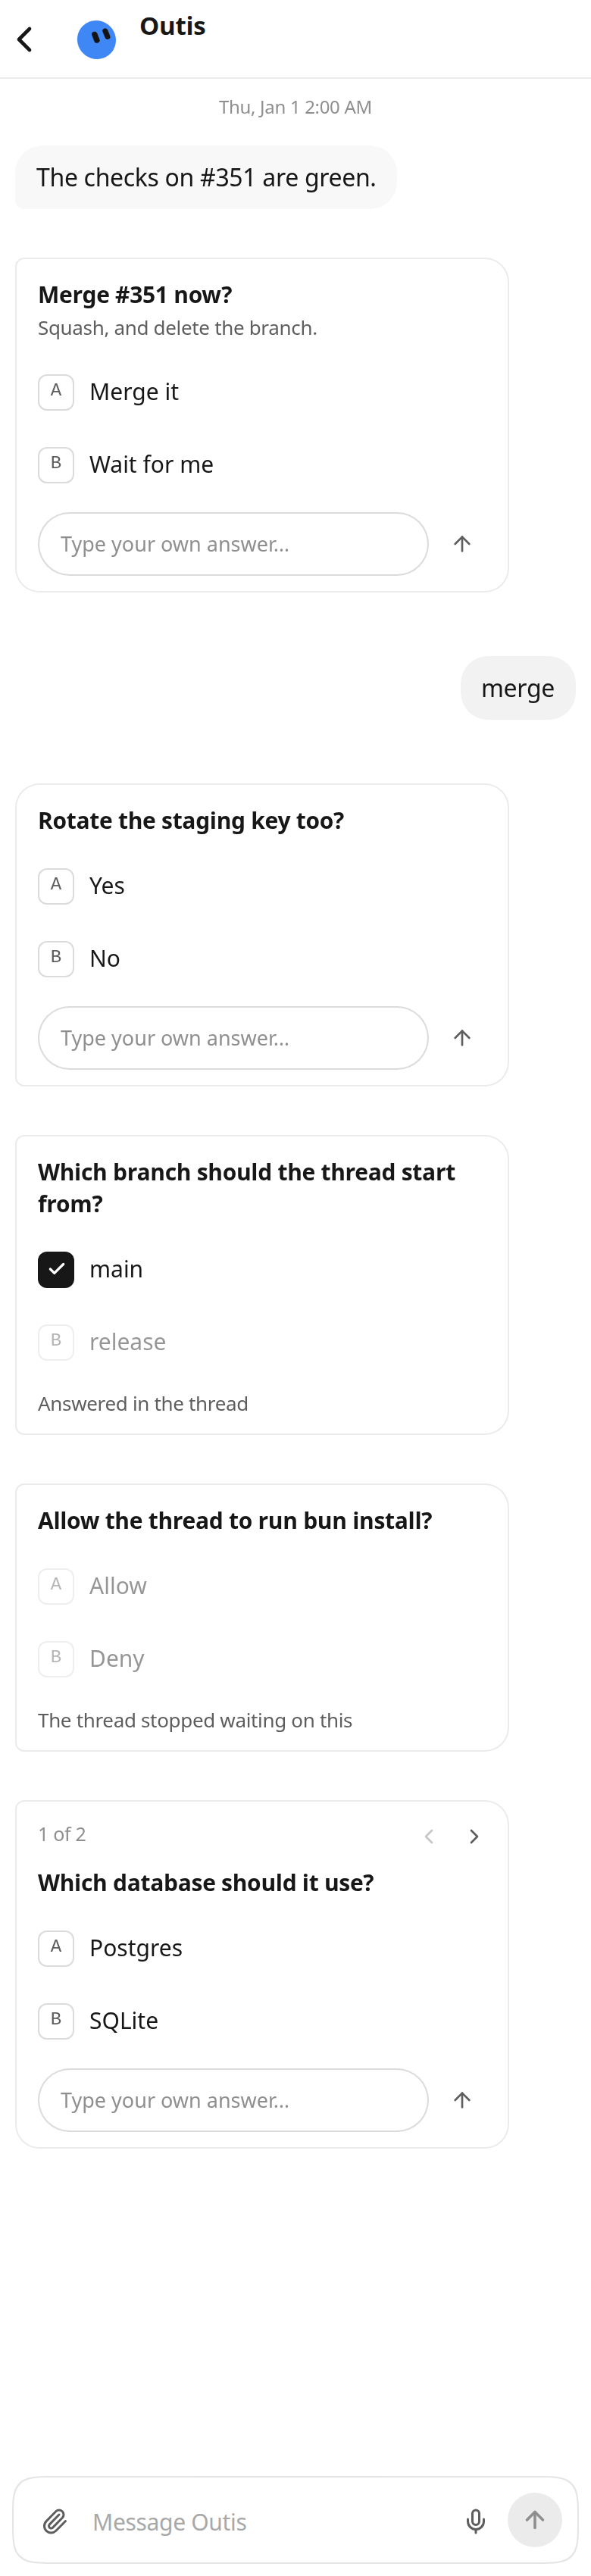 Outis
Thu, Jan 1 2:00 AM
The checks on #351 are green.
Merge #351 now?
Squash, and delete the branch.
A Merge it
B Wait for me
Type your own answer...
merge
Rotate the staging key too?
A Yes
B No
Type your own answer...
Which branch should the thread start
from?
main
B release
Answered in the thread
Allow the thread to run bun install?
A Allow
B Deny
The thread stopped waiting on this
1 of 2
Which database should it use?
A Postgres
B SQLite
Type your own answer...
Message Outis